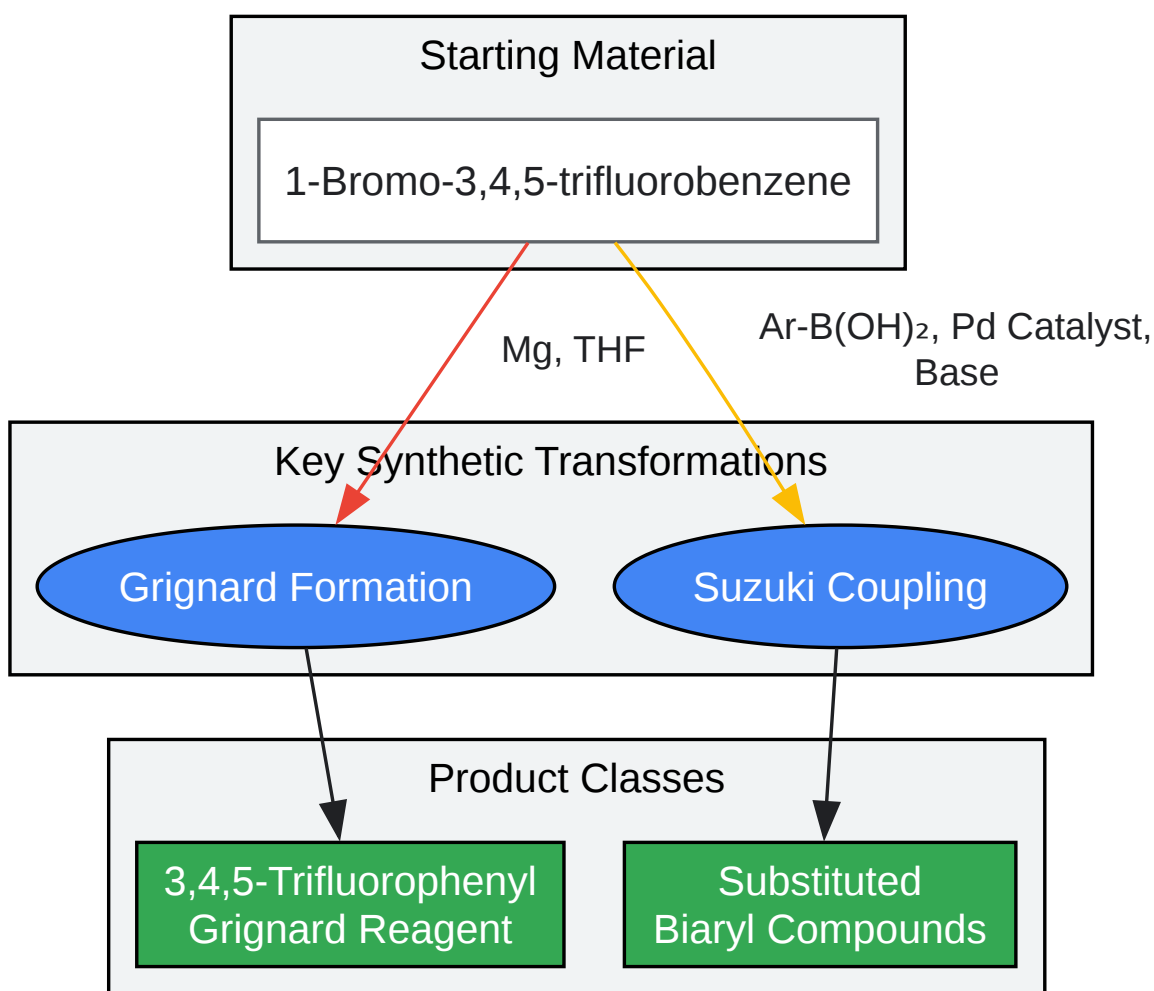 Starting Material
1-Bromo-3,4,5-trifluorobenzene
Mg, THF
Ar-B(OH)₂, Pd Catalyst,
Base
Key Synthetic Transformations
Grignard Formation
Suzuki Coupling
Product Classes
3,4,5-Trifluorophenyl
Grignard Reagent
Substituted
Biaryl Compounds